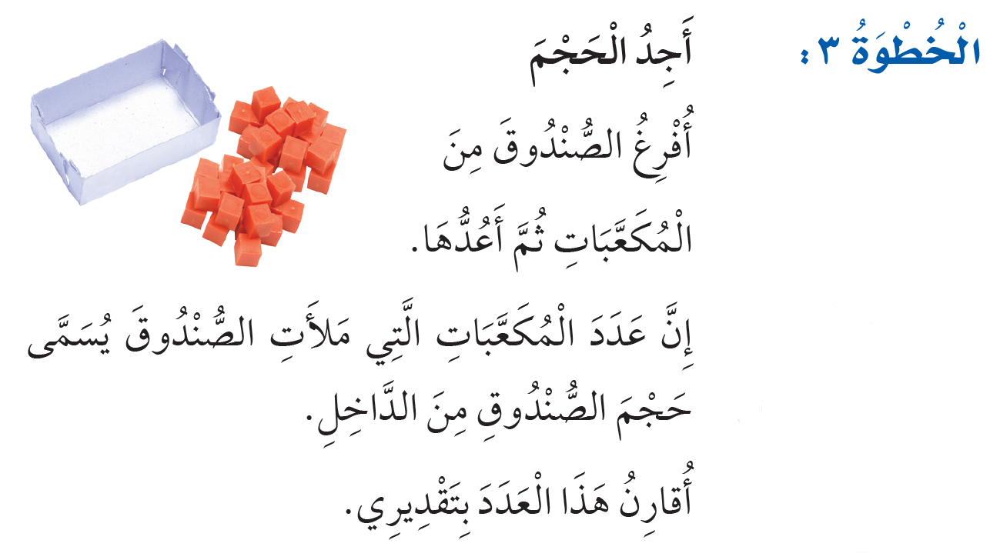 الْخُطْوَةُ ٣ : أَجِدُ الْحَجْمَ
أُفْرِغُ الصُّنْدُوقَ مِنَ
الْمُكَعَّبَاتِ ثُمَّ أَعُدُّهَا.
إِنَّ عَدَدَ الْمُكَعَّبَاتِ الَّتِي مَلأَتِ الصُّنْدُوقَ يُسَمَّى
حَجْمَ الصُّنْدُوقِ مِنَ الدَّاخِلِ.
أُقارِنُ هَذَا الْعَدَدَ بِتَقْدِيرِي.